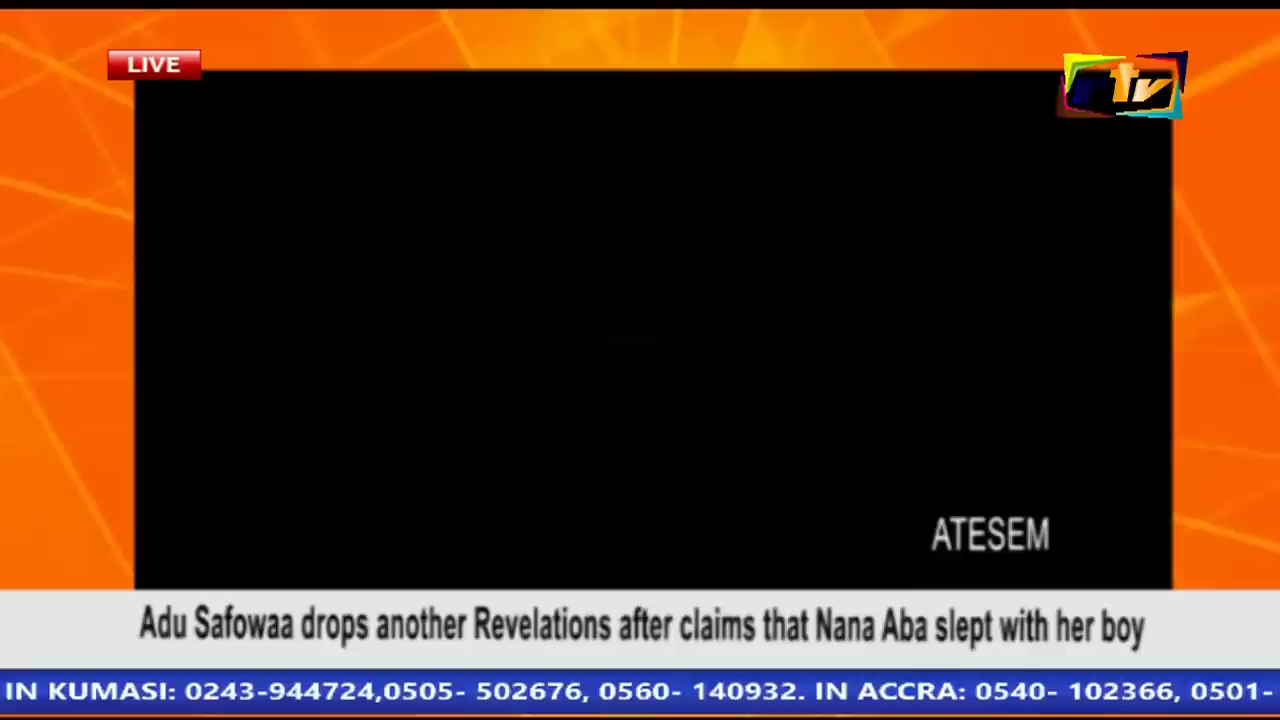 LIVE
tv
ATESEM
Adu Safowaa drops another Revelations after claims that Nana Aba slept with her boy
IN KUMASI: 0243-944724,0505- 502676, 0560- 140932. IN ACCRA: 0540- 102366, 0501-